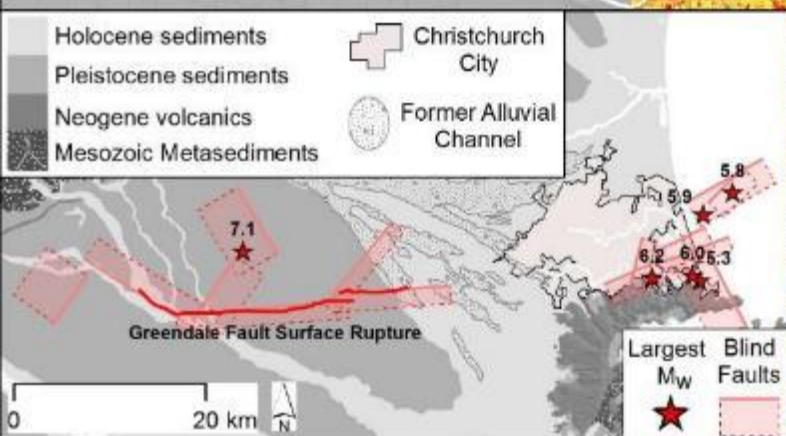 Holocene sediments
Pleistocene sediments
Neogene volcanics
Mesozoic Metasediments
Christchurch
City
Former Alluvial
Channel
5.8
5.9
7.1
6.2
6.0
5.3
Greendale Fault Surface Rupture
Largest
Mw
Blind
Faults
0
20 km
N